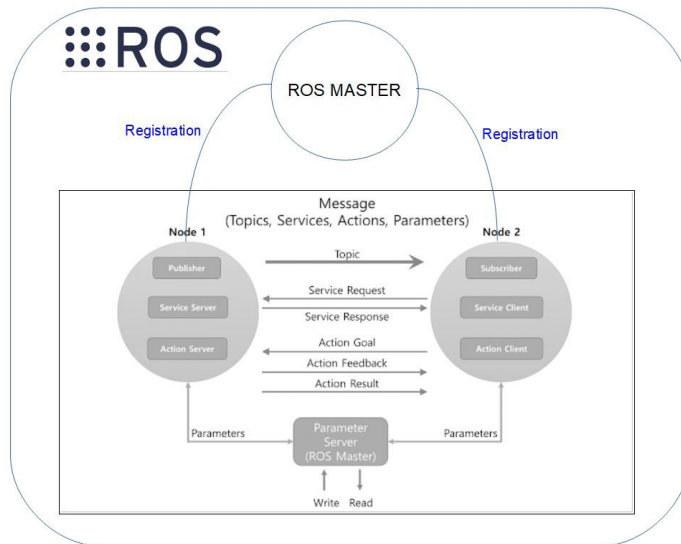 ROS
ROS MASTER
Registration
Registration
Message
(Topics, Services, Actions, Parameters)
Node 1
Node 2
Topic
Publisher
Subscriber
Service Request
Service Server
Service Client
Service Response
Action Goal
Action Server
Action Client
Action Feedback
Action Result
Parameters
Parameter
Server
(ROS Master)
Parameters
Write Read